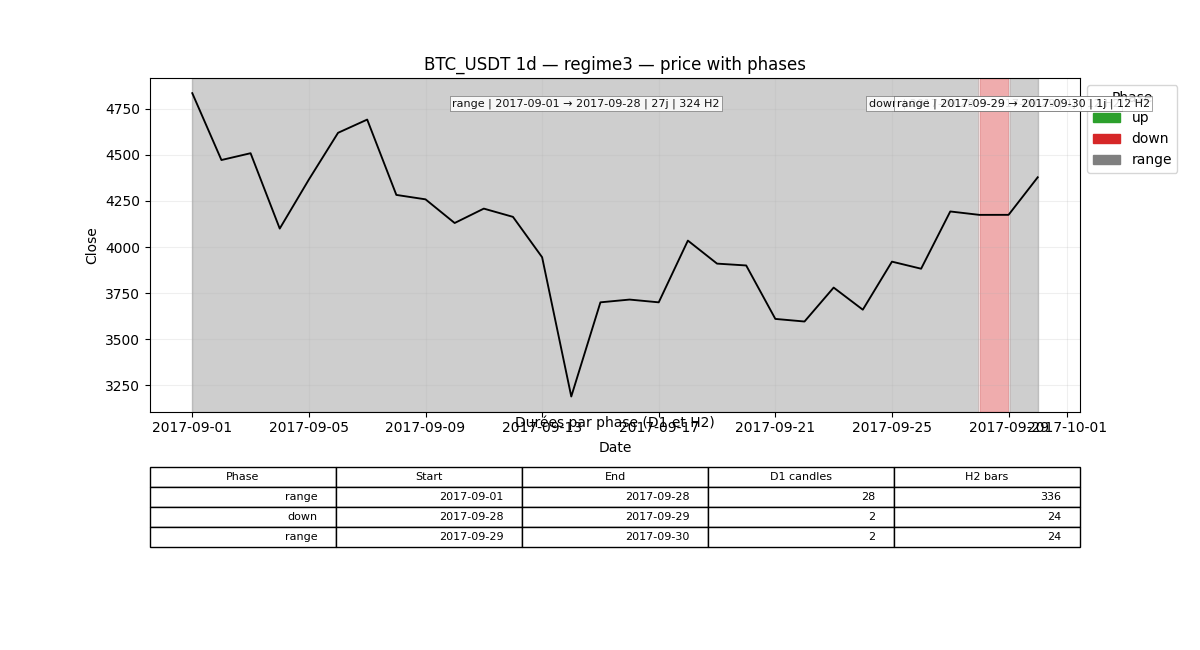 BTC_USDT 1d — regime3 — price with phases
range | 2017-09-01 → 2017-09-28 | 27j | 324 H2
range | 2017-09-29 → 2017-09-30 | 1j | 12 H2
Phase
up
down
range
Close
4750
4500
4250
4000
3750
3500
3250
2017-09-01 2017-09-05 2017-09-09 2017-09-13 2017-09-17 2017-09-21 2017-09-25 2017-09-29 2017-10-01
Date
Durées par phase (D1 et H2)
Phase Start End D1 candles H2 bars
range 2017-09-01 2017-09-28 28 336
down 2017-09-28 2017-09-29 2 24
range 2017-09-29 2017-09-30 2 24